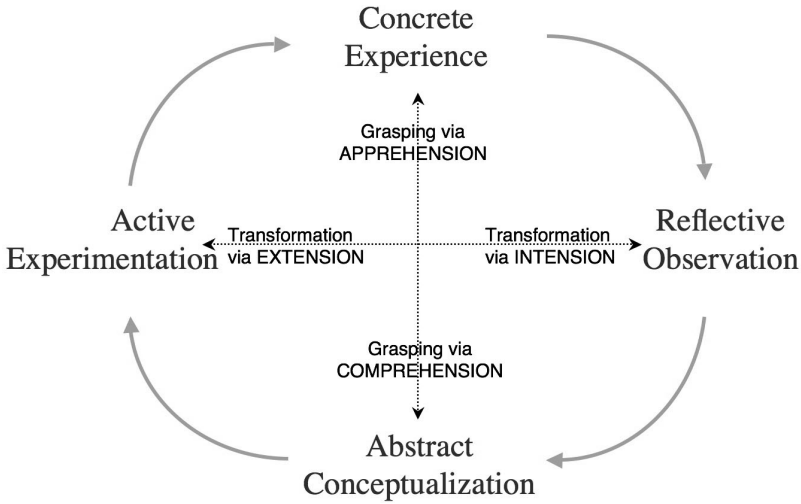 Concrete
Experience
Grasping via
APPREHENSION
Active
Experimentation
Transformation
via EXTENSION
Transformation
via INTENSION
Reflective
Observation
Grasping via
COMPREHENSION
Abstract
Conceptualization